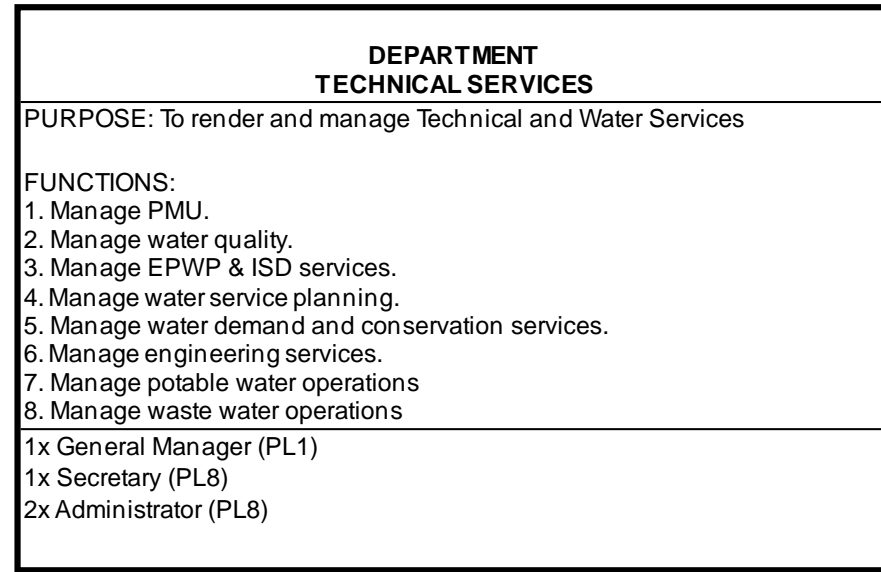 DEPARTMENT
TECHNICAL SERVICES
PURPOSE: To render and manage Technical and Water Services
FUNCTIONS:
1. Manage PMU.
2. Manage water quality.
3. Manage EPWP & ISD services.
4. Manage water service planning.
5. Manage water demand and conservation services.
6. Manage engineering services.
7. Manage potable water operations
8. Manage waste water operations
1x General Manager (PL1)
1x Secretary (PL8)
2x Administrator (PL8)